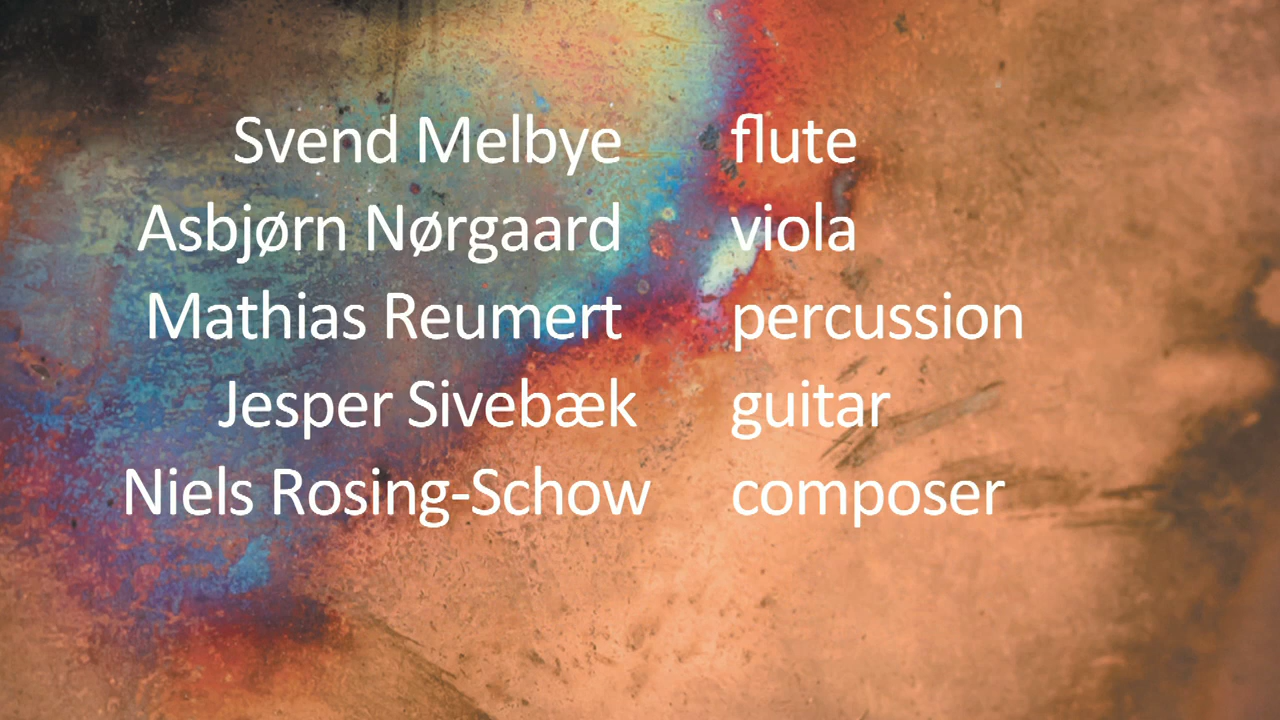 Svend Melbye flute
Asbjørn Nørgaard viola
Mathias Reumert percussion
Jesper Sivebæk guitar
Niels Rosing-Schow composer